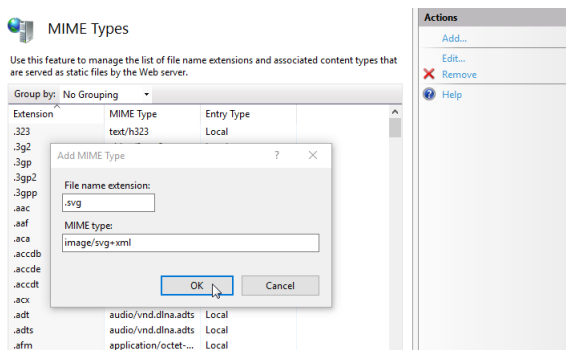 MIME Types
Use this feature to manage the list of file name extensions and associated content types that
are served as static files by the Web server.
Group by: No Grouping
Extension MIME Type Entry Type
.323 text/h323 Local
.3g2
.3gp
.3gp2
.3gpp
.aac
.aaf
.aca
.accdb
.accde
.accdt
.acx
.adt audio/vnd.dlna.adts Local
.adts audio/vnd.dlna.adts Local
.afm application/octet-... Local
Add MIME Type ?
File name extension:
.svg
MIME type:
image/svg+xml
OK Cancel
Actions
Add...
Edit...
Remove
Help